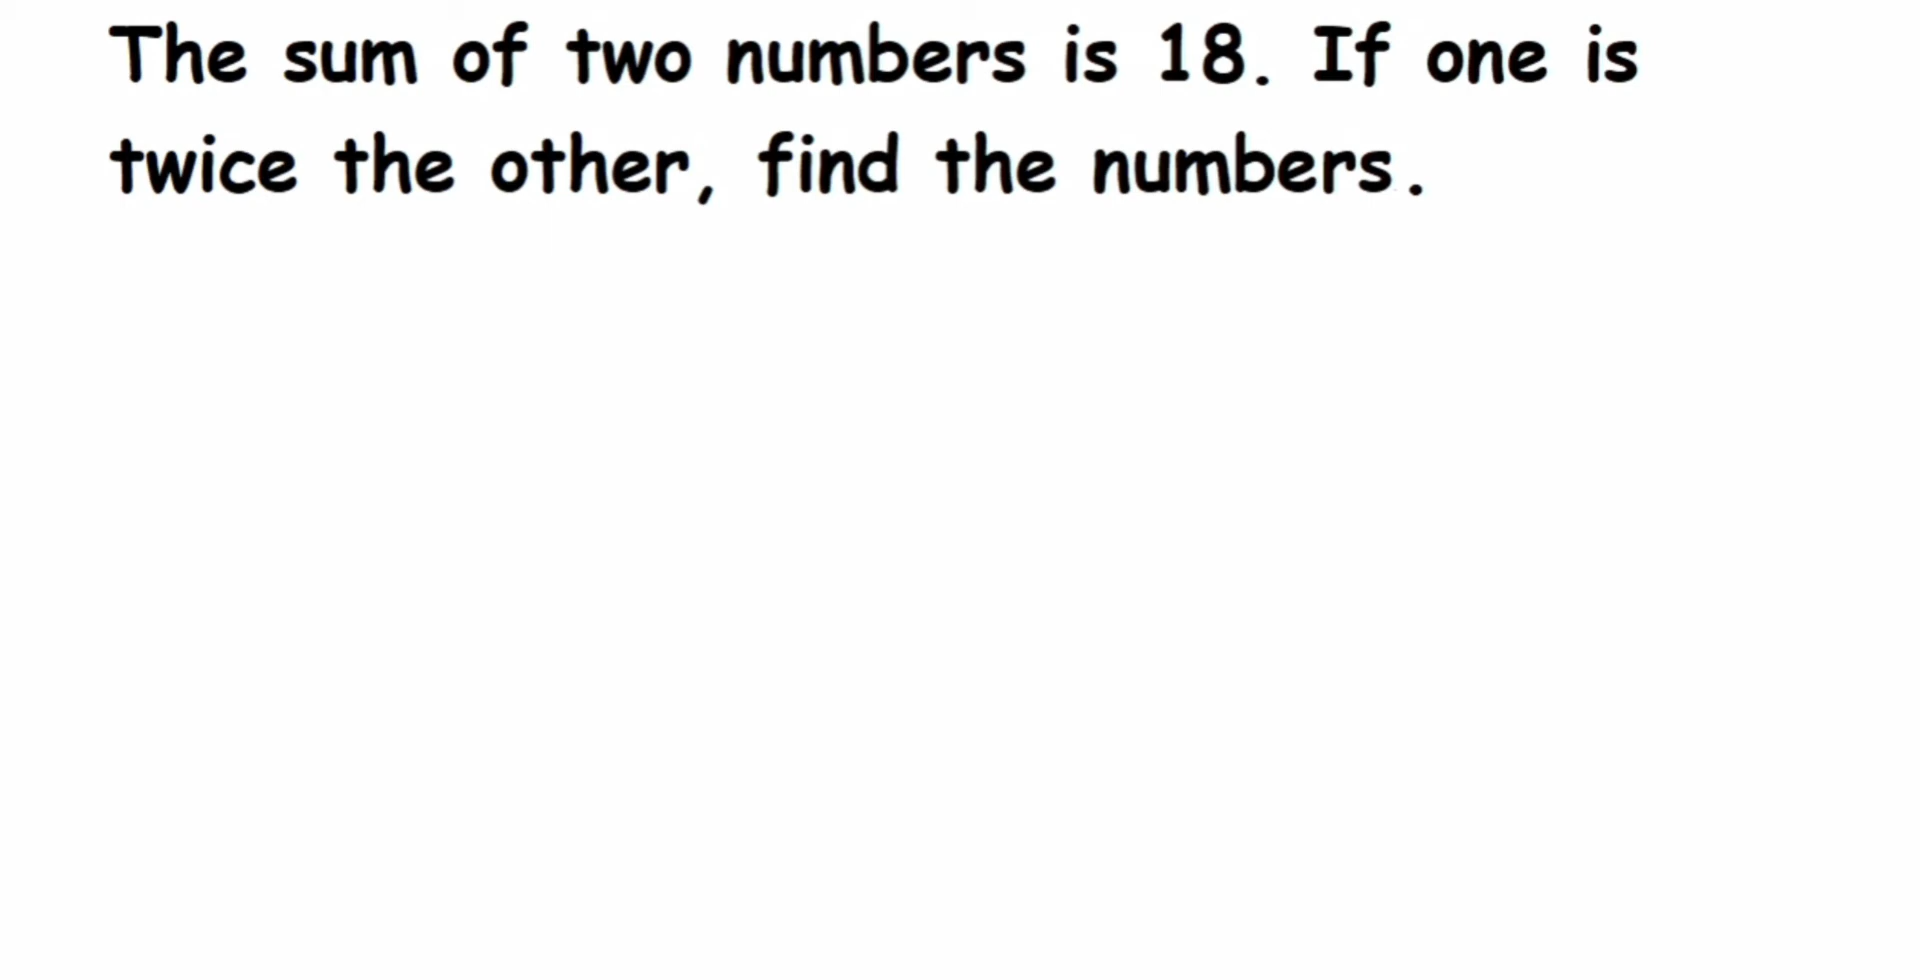 The sum of two numbers is 18. If one is
twice the other, find the numbers.